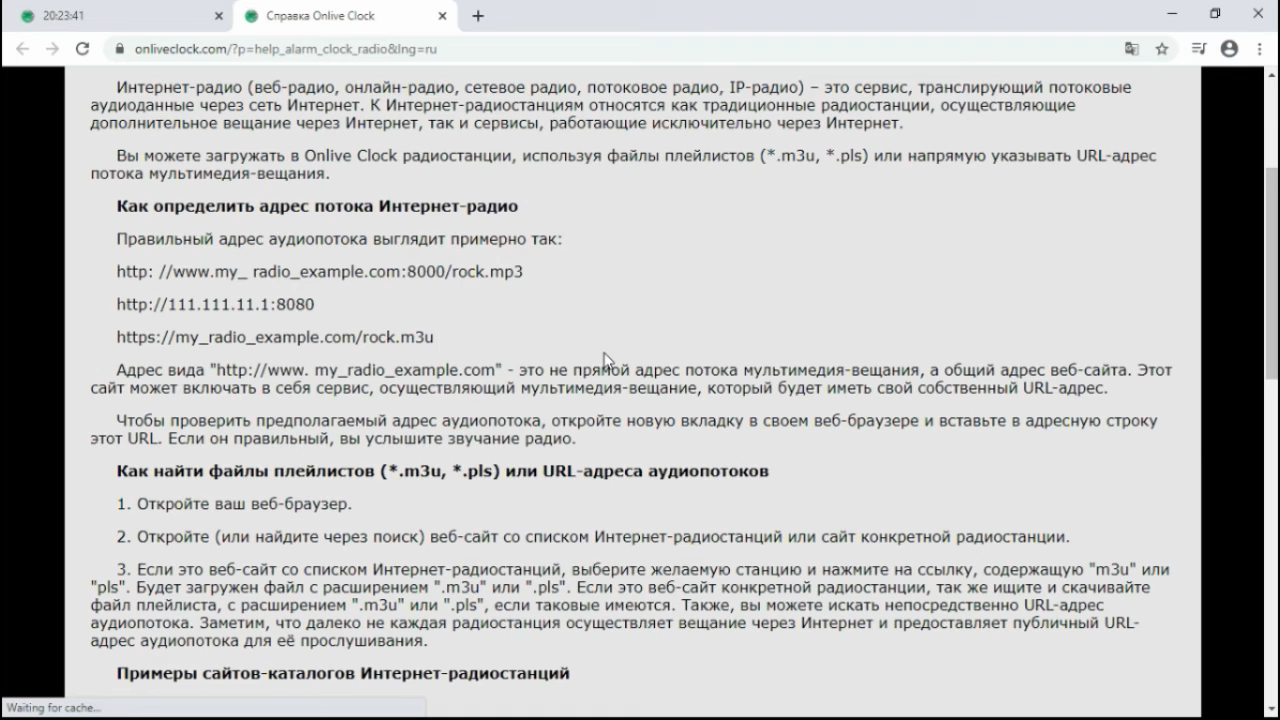 20:23:41
Справка Onlive Clock
onliveclock.com/?p=help_alarm_clock_radio&lng=ru
Интернет-радио (веб-радио, онлайн-радио, сетевое радио, потоковое радио, IP-радио) – это сервис, транслирующий потоковые
аудиоданные через сеть Интернет. К Интернет-радиостанциям относятся как традиционные радиостанции, осуществляющие
дополнительное вещание через Интернет, так и сервисы, работающие исключительно через Интернет.
Вы можете загружать в Onlive Clock радиостанции, используя файлы плейлистов (*.m3u, *.pls) или напрямую указывать URL-адрес
потока мультимедия-вещания.
Как определить адрес потока Интернет-радио
Правильный адрес аудиопотока выглядит примерно так:
http: //www.my_ radio_example.com:8000/rock.mp3
http://111.111.11.1:8080
https://my_radio_example.com/rock.m3u
Адрес вида "http://www. my_radio_example.com" - это не прямой адрес потока мультимедия-вещания, а общий адрес веб-сайта. Этот
сайт может включать в себя сервис, осуществляющий мультимедия-вещание, который будет иметь свой собственный URL-адрес.
Чтобы проверить предполагаемый адрес аудиопотока, откройте новую вкладку в своем веб-браузере и вставьте в адресную строку
этот URL. Если он правильный, вы услышите звучание радио.
Как найти файлы плейлистов (*.m3u, *.pls) или URL-адреса аудиопотоков
1. Откройте ваш веб-браузер.
2. Откройте (или найдите через поиск) веб-сайт со списком Интернет-радиостанций или сайт конкретной радиостанции.
3. Если это веб-сайт со списком Интернет-радиостанций, выберите желаемую станцию и нажмите на ссылку, содержащую "m3u" или
"pls". Будет загружен файл с расширением ".m3u" или ".pls". Если это веб-сайт конкретной радиостанции, так же ищите и скачивайте
файл плейлиста, с расширением ".m3u" или ".pls", если таковые имеются. Также, вы можете искать непосредственно URL-адрес
аудиопотока. Заметим, что далеко не каждая радиостанция осуществляет вещание через Интернет и предоставляет публичный URL-
адрес аудиопотока для её прослушивания.
Примеры сайтов-каталогов Интернет-радиостанций
Waiting for cache...